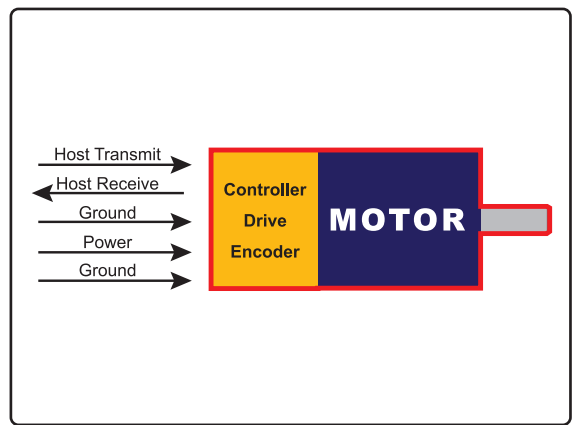 Host Transmit
Host Receive
Ground
Power
Ground
Controller
Drive
Encoder
MOTOR